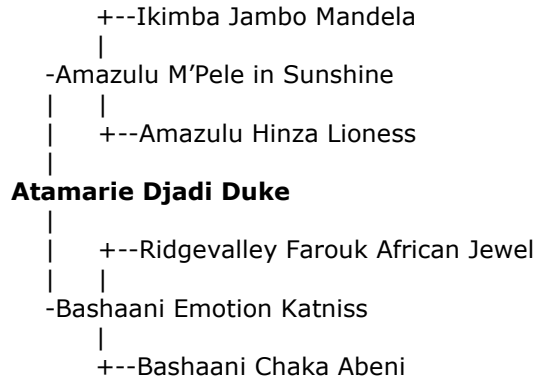 +--Ikimba Jambo Mandela
|
-Amazulu M’Pele in Sunshine
| |
| +--Amazulu Hinza Lioness
|
Atamarie Djadi Duke
|
| +--Ridgevalley Farouk African Jewel
| |
-Bashaani Emotion Katniss
|
+--Bashaani Chaka Abeni